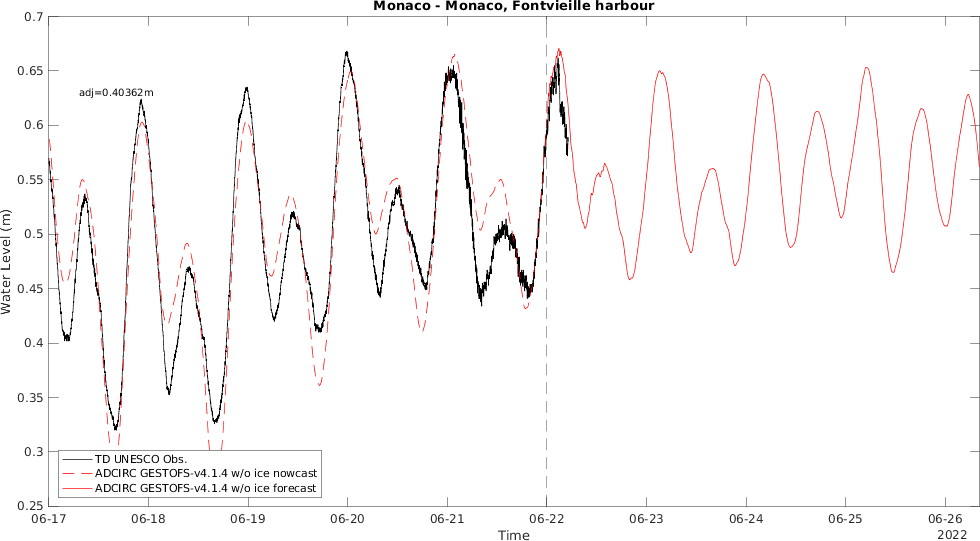 Monaco - Monaco, Fontvieille harbour
0.7
0.65
adj=0.40362m
0.6
0.55
0.5
0.45
0.4
0.35
0.3
0.25
Water Level (m)
TD UNESCO Obs.
ADCIRC GESTOFS-v4.1.4 w/o ice nowcast
ADCIRC GESTOFS-v4.1.4 w/o ice forecast
06-17 06-18 06-19 06-20 06-21 06-22 06-23 06-24 06-25 06-26
Time
2022